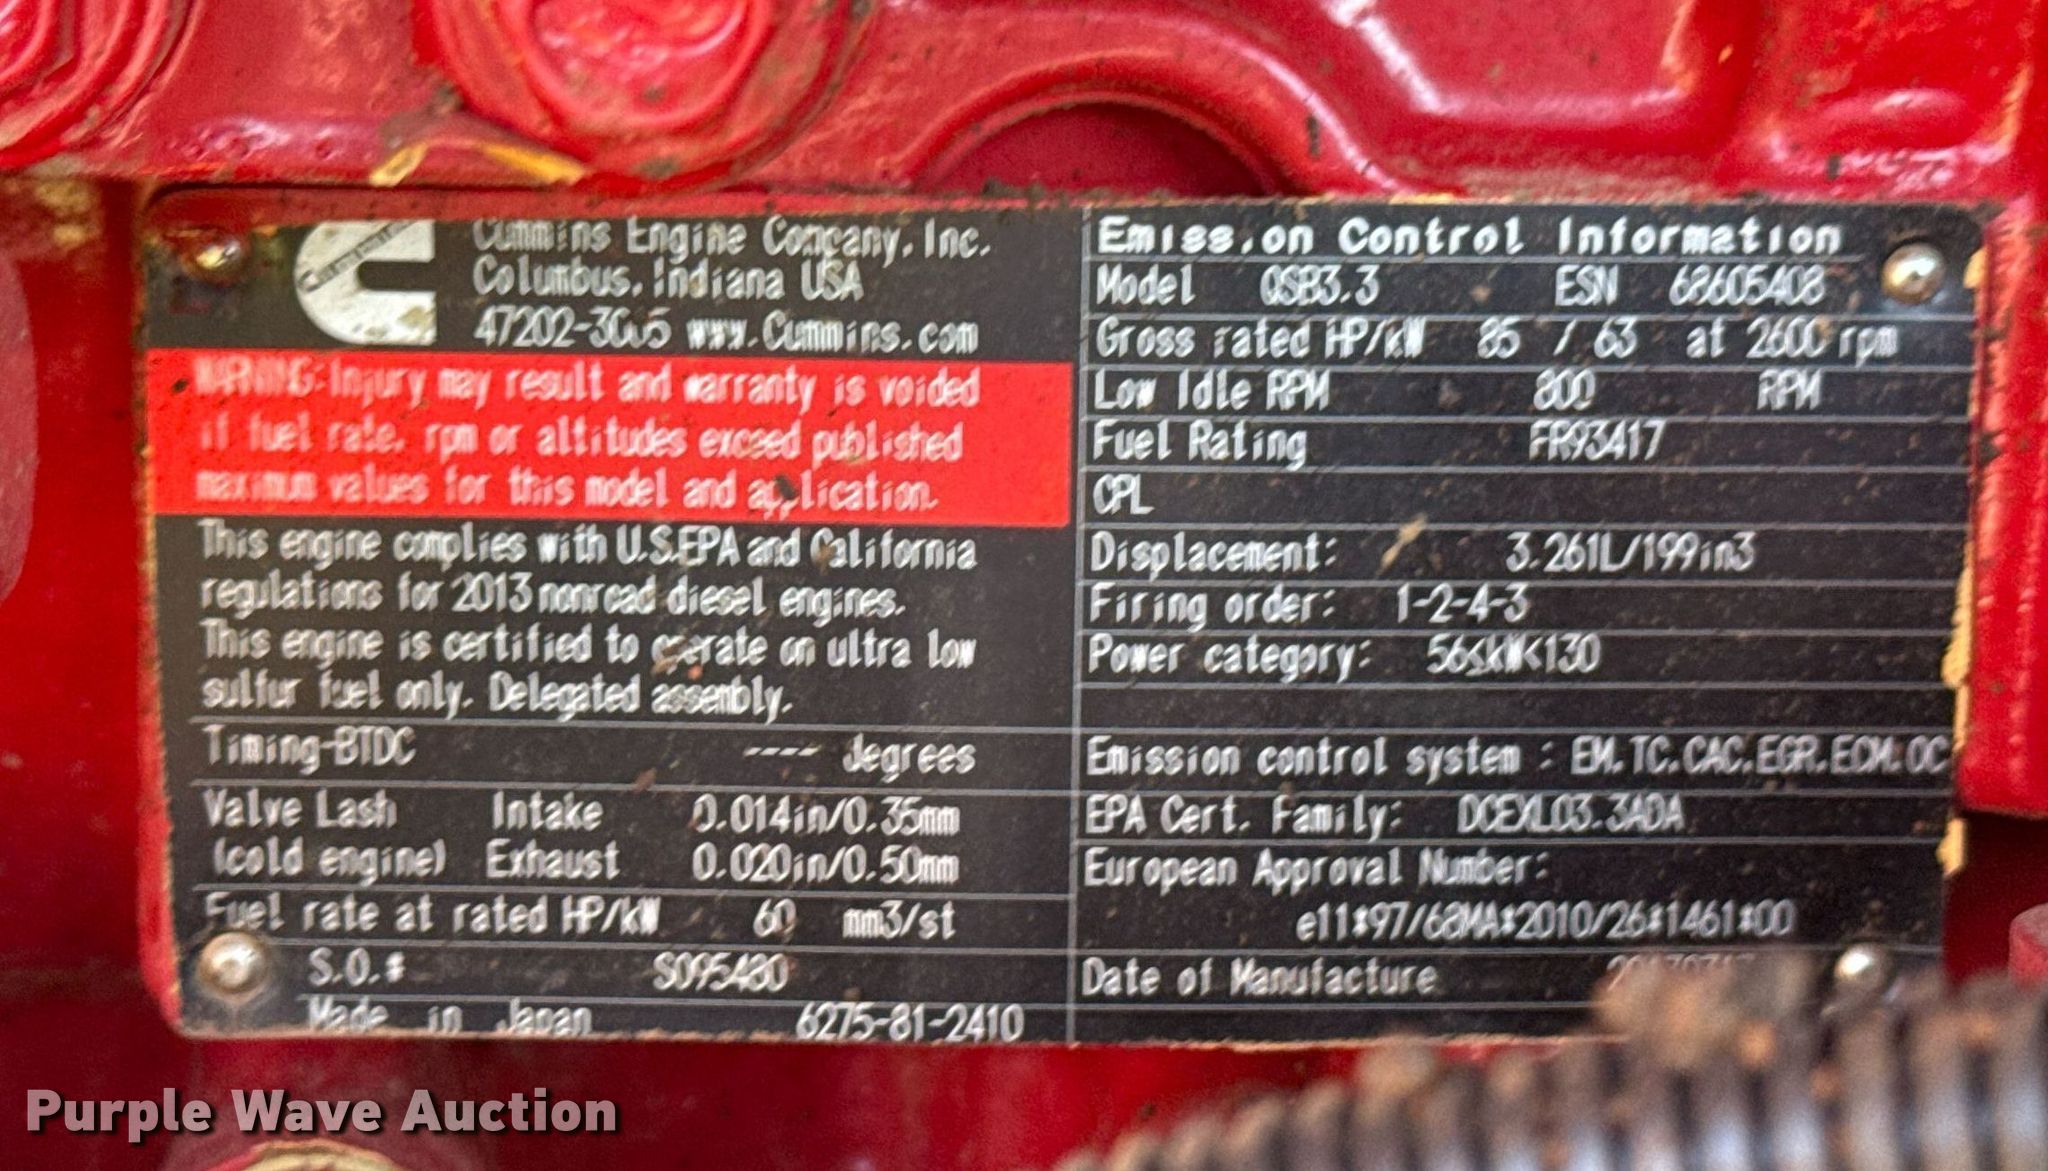 Cummins Engine Company, Inc.
Columbus, Indiana USA
47202-3005 www.Cummins.com
WARNING: Injury may result and warranty is voided
if fuel rate, rpm or altitudes exceed published
maximum values for this model and application.
This engine complies with U.S.EPA and California
regulations for 2013 nonroad diesel engines.
This engine is certified to operate on ultra low
sulfur fuel only. Delegated assembly.
Timing-BTDC ---- degrees
Valve Lash Intake 0.014in/0.35mm
(cold engine) Exhaust 0.020in/0.50mm
Fuel rate at rated HP/kW 60 mm3/st
S.O.# SO95480
Made in Japan 6275-81-2410
Emission Control Information
Model QSB3.3 ESN 68605408
Gross rated HP/kW 85 / 63 at 2600 rpm
Low Idle RPM 800 RPM
Fuel Rating FR93417
CPL
Displacement: 3.261L/199in3
Firing order: 1-2-4-3
Power category: 56≤kW<130
Emission control system : EM.TC.CAC.EGR.ECM.OC
EPA Cert. Family: DCEXL03.3ADA
European Approval Number:
e11*97/68MA*2010/26*1461*00
Date of Manufacture
Purple Wave Auction